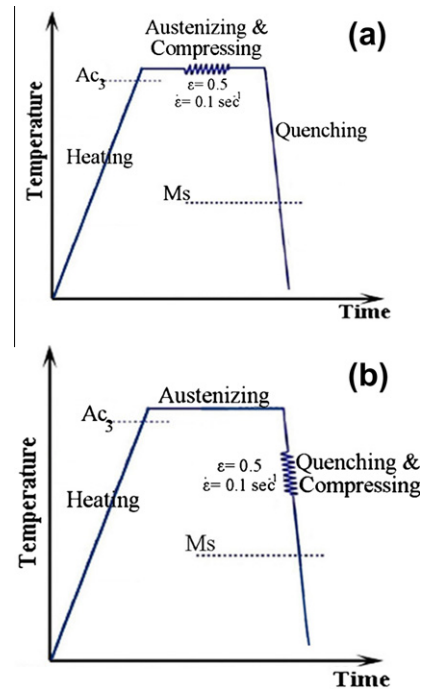 (a)
Austenizing &
Compressing
Ac3
ε= 0.5
ε̇= 0.1 sec-1
Temperature
Heating
Quenching
Ms
Time
(b)
Austenizing
Ac3
ε= 0.5
ε̇= 0.1 sec-1
Quenching &
Compressing
Temperature
Heating
Ms
Time